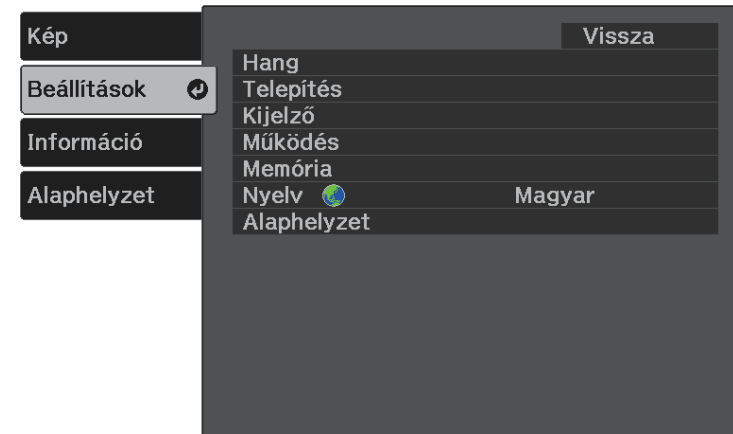 Kép
Beállítások
Információ
Alaphelyzet
Vissza
Hang
Telepítés
Kijelző
Működés
Memória
Nyelv Magyar
Alaphelyzet